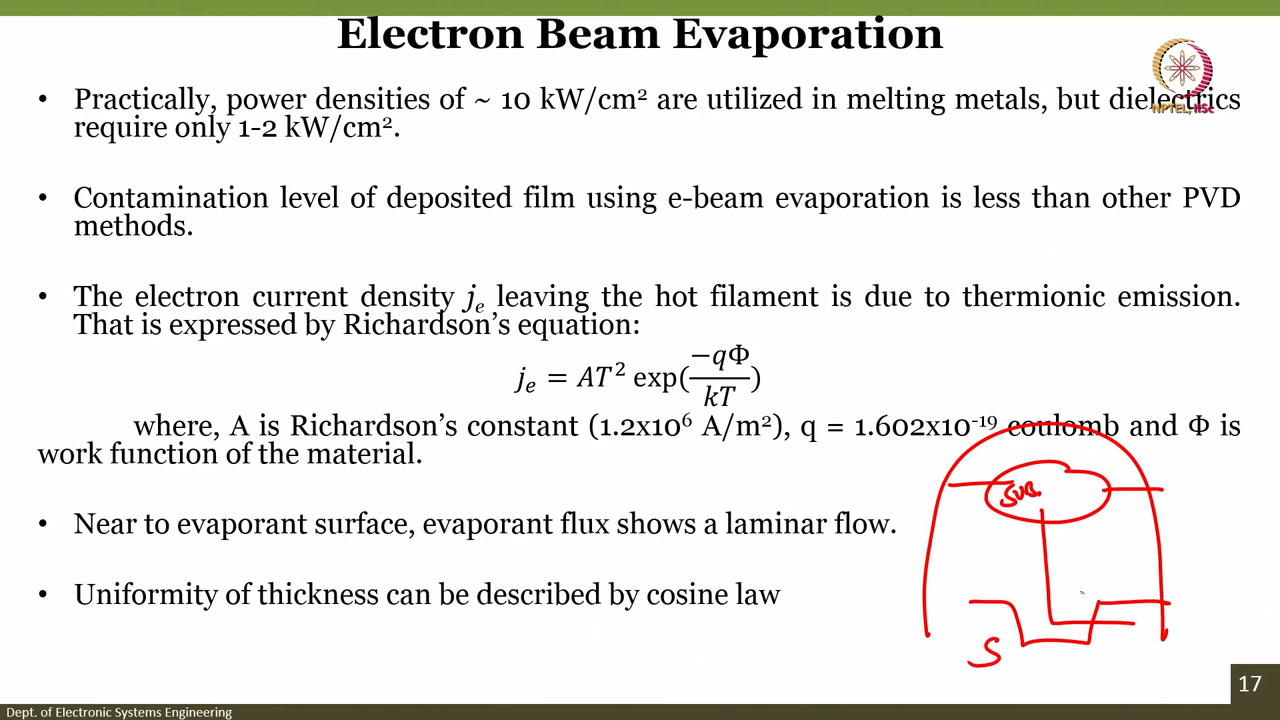 Electron Beam Evaporation
NPTEL, IISc
• Practically, power densities of ~ 10 kW/cm² are utilized in melting metals, but dielectrics
require only 1-2 kW/cm².
• Contamination level of deposited film using e-beam evaporation is less than other PVD
methods.
• The electron current density jₑ leaving the hot filament is due to thermionic emission.
That is expressed by Richardson's equation:
jₑ = AT² exp(−qΦ/kT)
where, A is Richardson's constant (1.2x10⁶ A/m²), q = 1.602x10⁻¹⁹ coulomb and Φ is
work function of the material.
• Near to evaporant surface, evaporant flux shows a laminar flow.
• Uniformity of thickness can be described by cosine law
Sub
S
17
Dept. of Electronic Systems Engineering